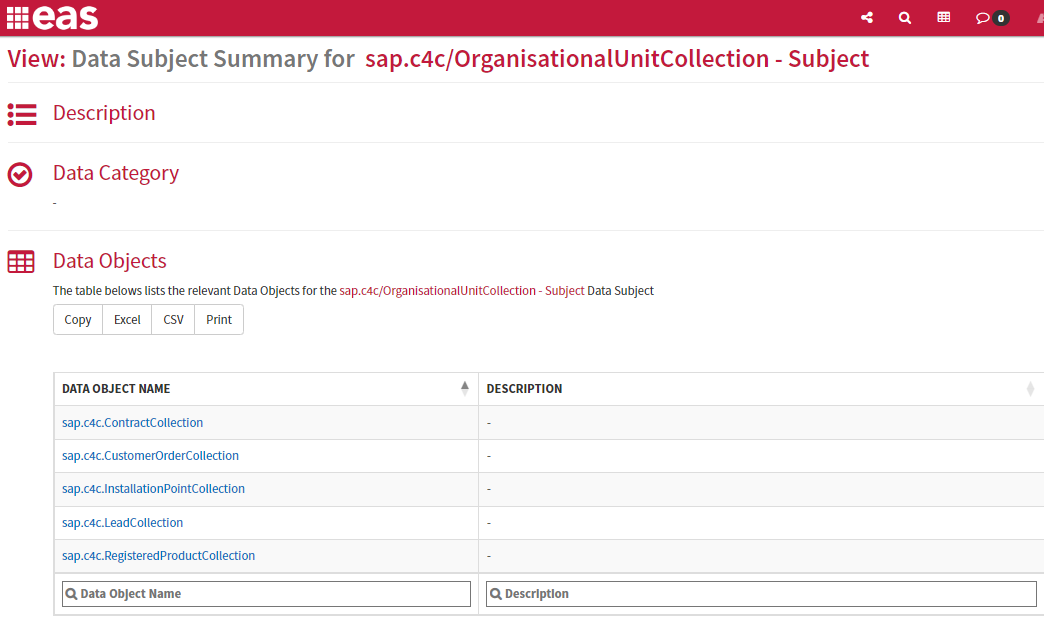 eas
0
View: Data Subject Summary for sap.c4c/OrganisationalUnitCollection - Subject
Description
Data Category
-
Data Objects
The table belows lists the relevant Data Objects for the sap.c4c/OrganisationalUnitCollection - Subject Data Subject
Copy Excel CSV Print
DATA OBJECT NAME DESCRIPTION
sap.c4c.ContractCollection -
sap.c4c.CustomerOrderCollection -
sap.c4c.InstallationPointCollection -
sap.c4c.LeadCollection -
sap.c4c.RegisteredProductCollection -
Data Object Name Description